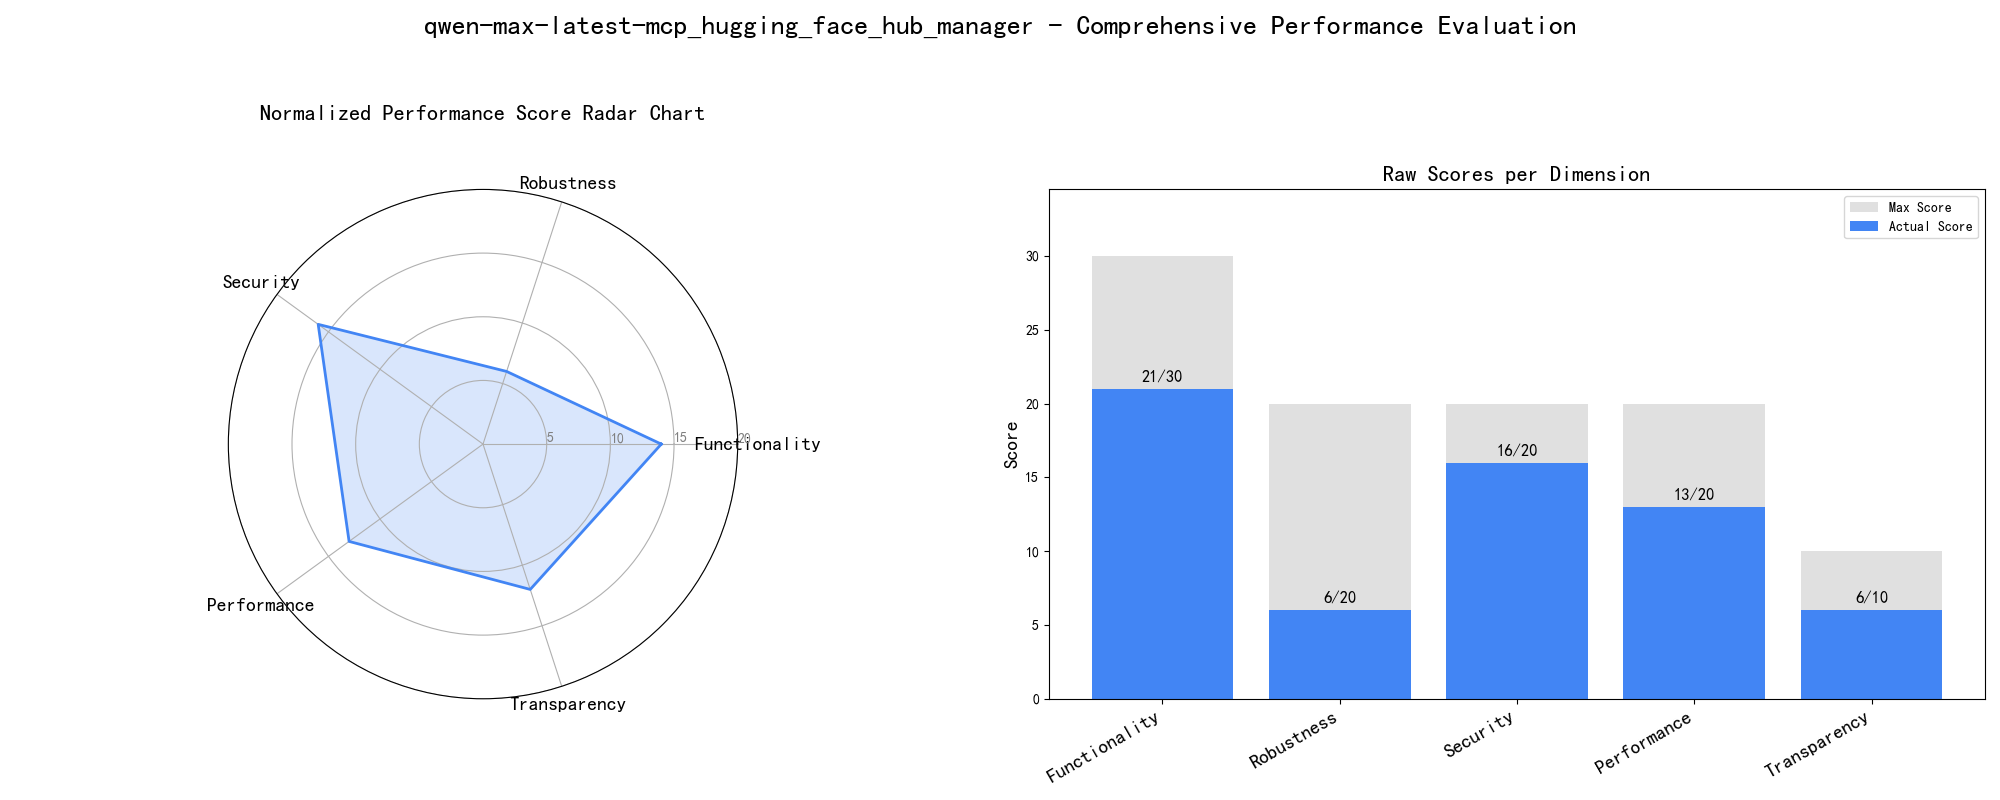 qwen-max-latest-mcp_hugging_face_hub_manager - Comprehensive Performance Evaluation
Normalized Performance Score Radar Chart
Robustness
Security
Functionality
5
10
15
20
Performance
Transparency
Raw Scores per Dimension
Max Score
Actual Score
Score
30
25
20
15
10
5
0
21/30
6/20
16/20
13/20
6/10
Functionality
Robustness
Security
Performance
Transparency